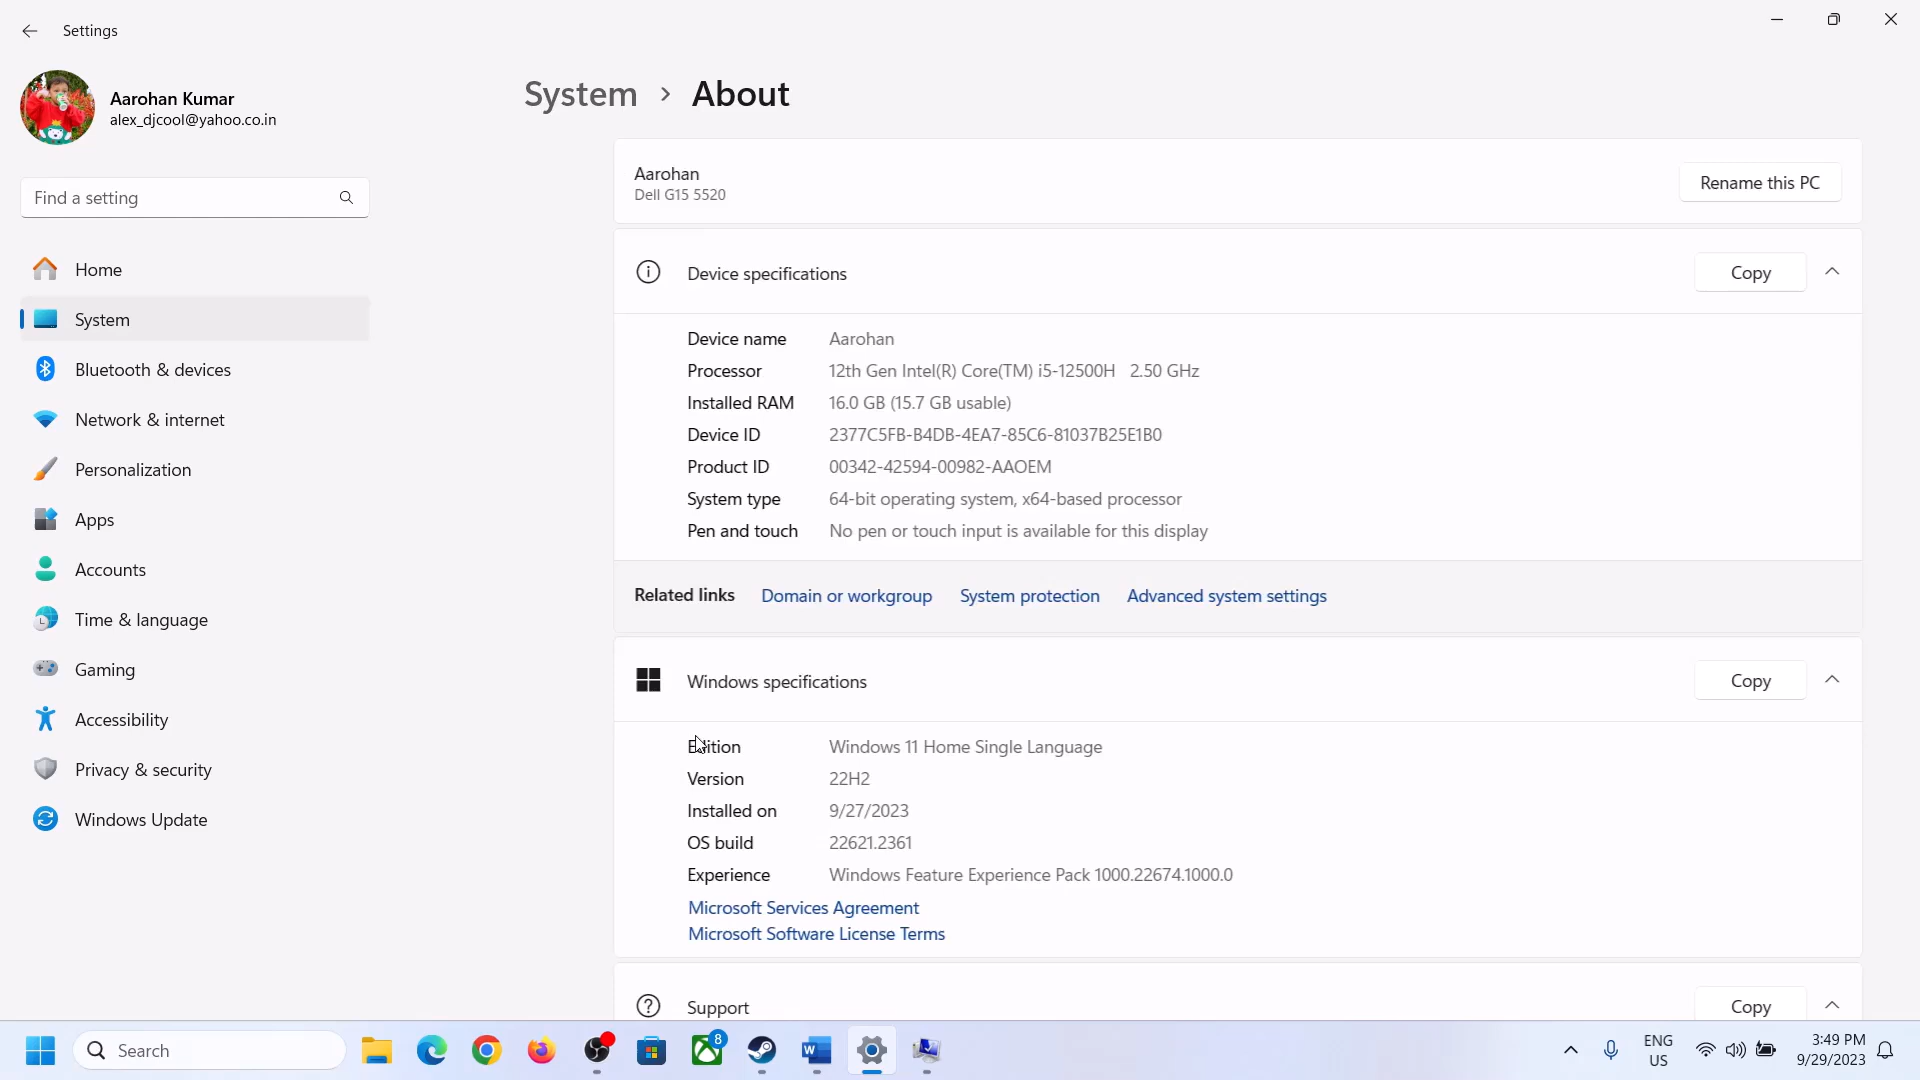 Settings
Aarohan Kumar
alex_djcool@yahoo.co.in
Find a setting
Home
System
Bluetooth & devices
Network & internet
Personalization
Apps
Accounts
Time & language
Gaming
Accessibility
Privacy & security
Windows Update
System > About
Aarohan
Dell G15 5520
Rename this PC
Device specifications
Copy
Device name Aarohan
Processor 12th Gen Intel(R) Core(TM) i5-12500H 2.50 GHz
Installed RAM 16.0 GB (15.7 GB usable)
Device ID 2377C5FB-B4DB-4EA7-85C6-81037B25E1B0
Product ID 00342-42594-00982-AAOEM
System type 64-bit operating system, x64-based processor
Pen and touch No pen or touch input is available for this display
Related links Domain or workgroup System protection Advanced system settings
Windows specifications
Copy
Edition Windows 11 Home Single Language
Version 22H2
Installed on 9/27/2023
OS build 22621.2361
Experience Windows Feature Experience Pack 1000.22674.1000.0
Microsoft Services Agreement
Microsoft Software License Terms
Support
Copy
Search
8
W
ENG
US
3:49 PM
9/29/2023